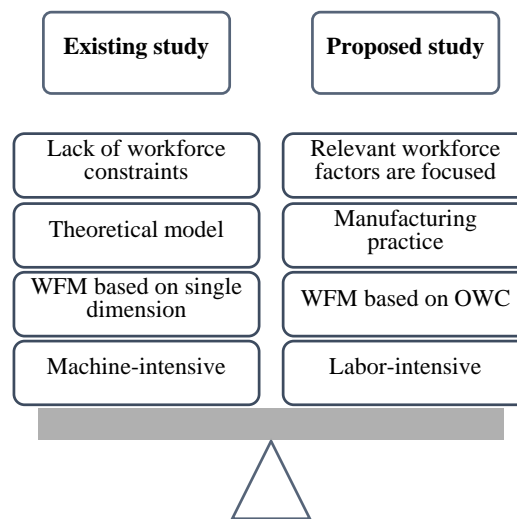 Existing study
Proposed study
Lack of workforce
constraints
Relevant workforce
factors are focused
Theoretical model
Manufacturing
practice
WFM based on single
dimension
WFM based on OWC
Machine-intensive
Labor-intensive